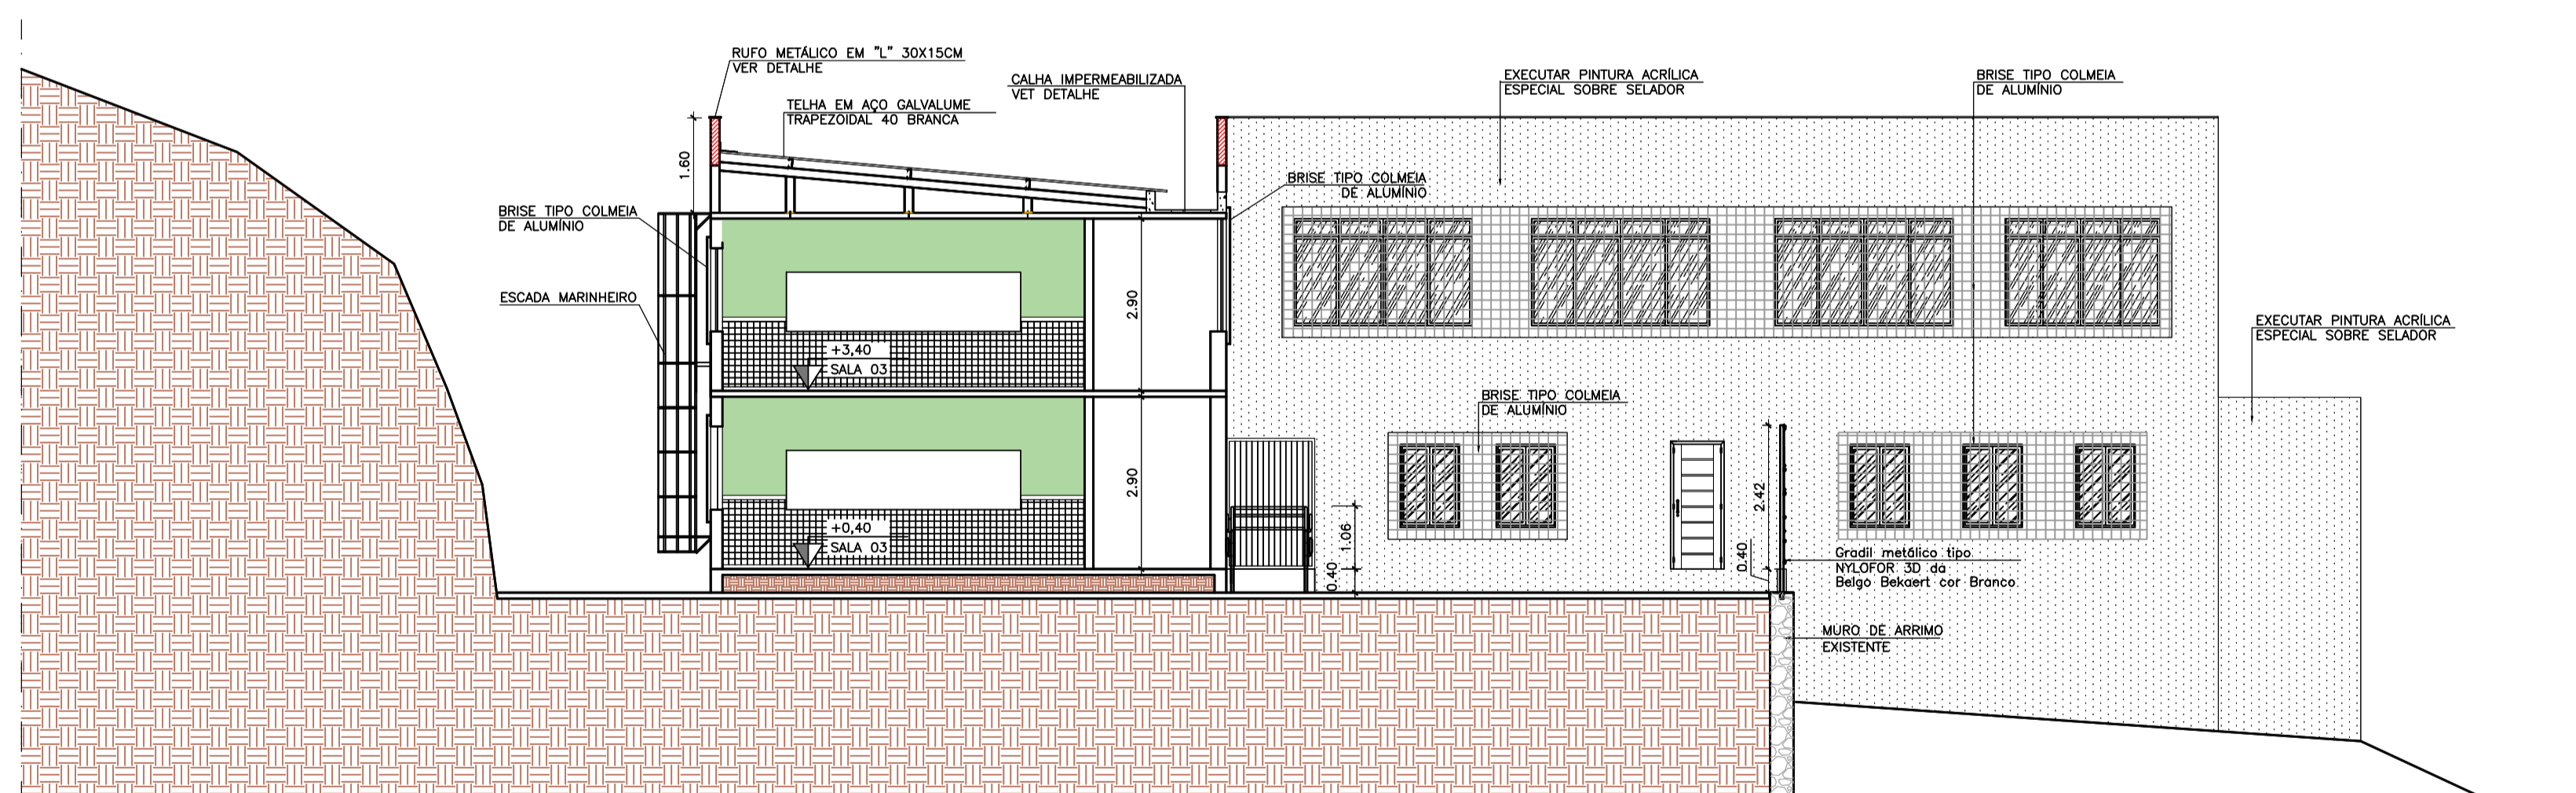 RUFO METÁLICO EM "L" 30X15CM
VER DETALHE
CALHA IMPERMEABILIZADA
VET DETALHE
TELHA EM AÇO GALVALUME
TRAPEZOIDAL 40 BRANCA
EXECUTAR PINTURA ACRÍLICA
ESPECIAL SOBRE SELADOR
BRISE TIPO COLMEIA
DE ALUMÍNIO
1.60
BRISE TIPO COLMEIA
DE ALUMÍNIO
BRISE TIPO COLMEIA
DE ALUMÍNIO
ESCADA MARINHEIRO
2.90
+3,40
SALA 03
EXECUTAR PINTURA ACRÍLICA
ESPECIAL SOBRE SELADOR
BRISE TIPO COLMEIA
DE ALUMÍNIO
2.90
+0,40
SALA 03
1.06
0.40
2.42
0.40
Gradil metálico tipo
NYLOFOR 3D da
Belgo Bekaert cor Branco
MURO DE ARRIMO
EXISTENTE